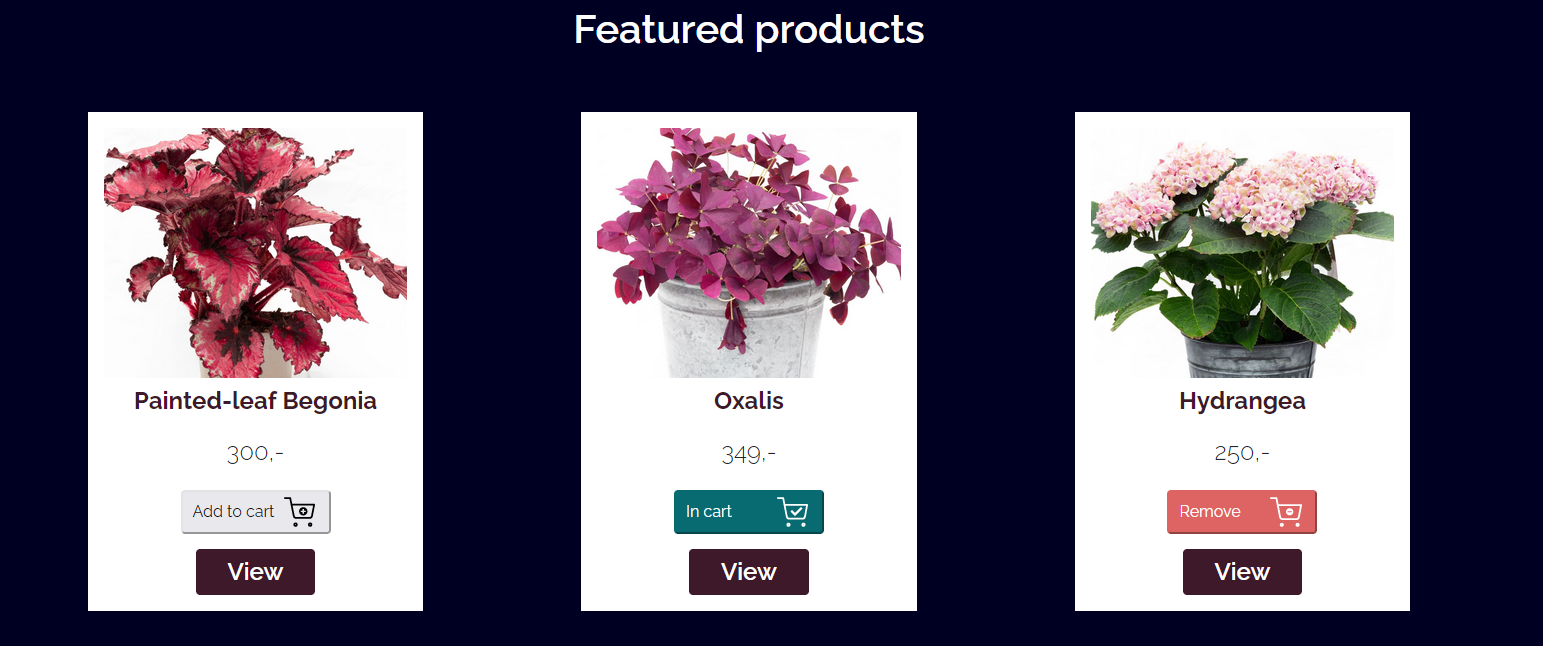 Featured products
Painted-leaf Begonia
300,-
Add to cart
View
Oxalis
349,-
In cart
View
Hydrangea
250,-
Remove
View